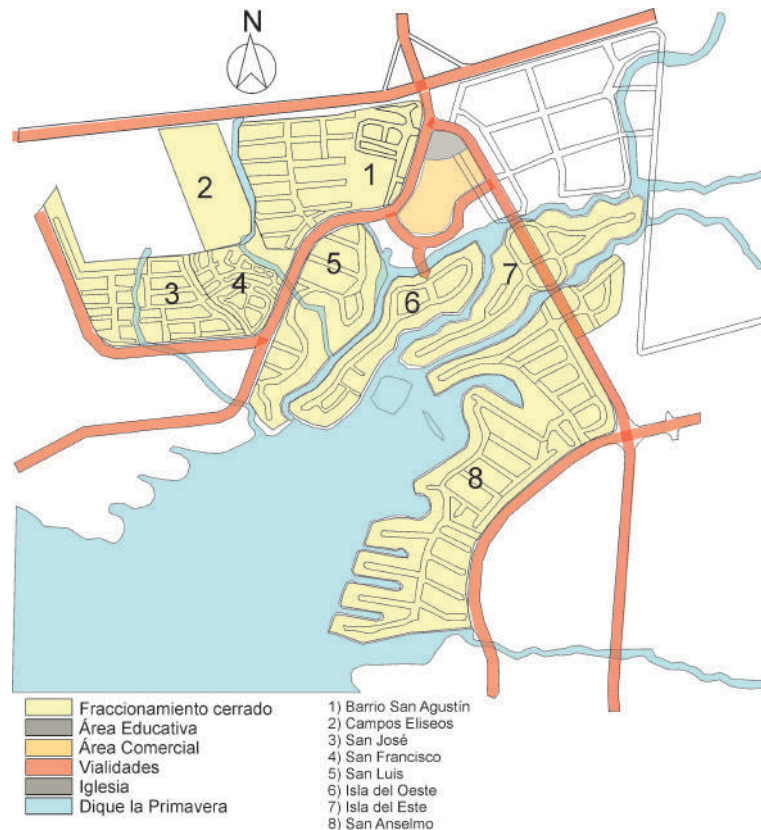 N
1
2
3
4
5
6
7
8
Fraccionamiento cerrado
Área Educativa
Área Comercial
Vialidades
Iglesia
Dique la Primavera
1) Barrio San Agustín
2) Campos Eliseos
3) San José
4) San Francisco
5) San Luis
6) Isla del Oeste
7) Isla del Este
8) San Anselmo